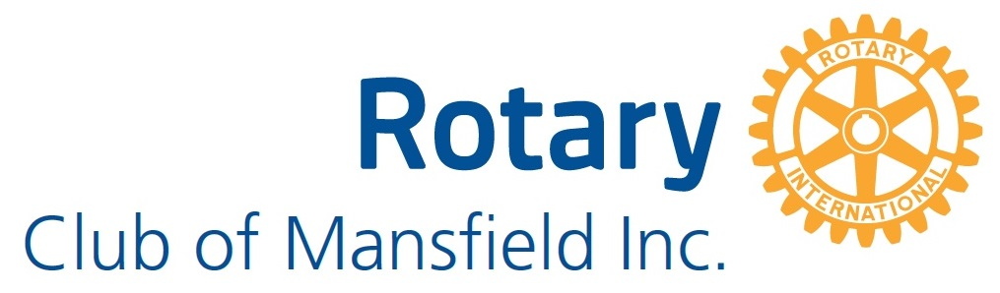 Rotary
Club of Mansfield Inc.
ROTARY
INTERNATIONAL